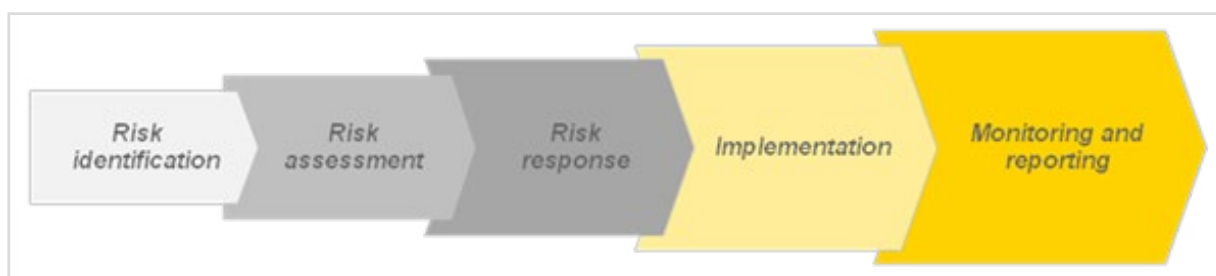 Risk
identification
Risk
assessment
Risk
response
Implementation
Monitoring and
reporting